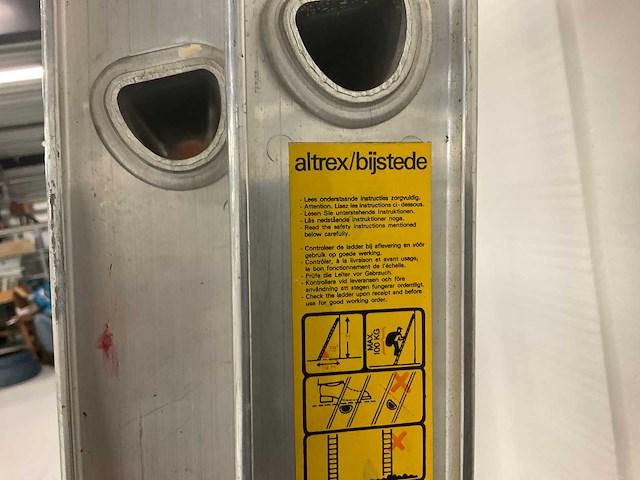 altrex/bijstede
- Lees onderstaande instructies zorgvuldig.
- Attention. Lisez les instructions ci-dessous.
- Lesen Sie untenstehende Instruktionen.
- Läs nedstående instruktioner noga.
- Read the safety instructions mentioned
below carefully.
- Controleer de ladder bij aflevering en vóór
gebruik op goede werking.
- Contrôler, à la livraison et avant usage,
le bon fonctionnement de l'échelle.
- Prüfe die Leiter vor Gebrauch.
- Kontrollera vid leveransen och före
användning att stegen fungerar ordentligt.
- Check the ladder upon receipt and before
use for good working order.
MAX.
100 KG